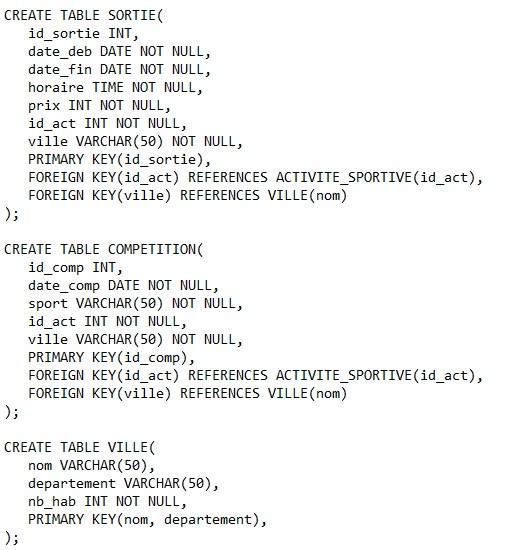 CREATE TABLE SORTIE(
id_sortie INT,
date_deb DATE NOT NULL,
date_fin DATE NOT NULL,
horaire TIME NOT NULL,
prix INT NOT NULL,
id_act INT NOT NULL,
ville VARCHAR(50) NOT NULL,
PRIMARY KEY(id_sortie),
FOREIGN KEY(id_act) REFERENCES ACTIVITE_SPORTIVE(id_act),
FOREIGN KEY(ville) REFERENCES VILLE(nom)
);
CREATE TABLE COMPETITION(
id_comp INT,
date_comp DATE NOT NULL,
sport VARCHAR(50) NOT NULL,
id_act INT NOT NULL,
ville VARCHAR(50) NOT NULL,
PRIMARY KEY(id_comp),
FOREIGN KEY(id_act) REFERENCES ACTIVITE_SPORTIVE(id_act),
FOREIGN KEY(ville) REFERENCES VILLE(nom)
);
CREATE TABLE VILLE(
nom VARCHAR(50),
departement VARCHAR(50),
nb_hab INT NOT NULL,
PRIMARY KEY(nom, departement),
);